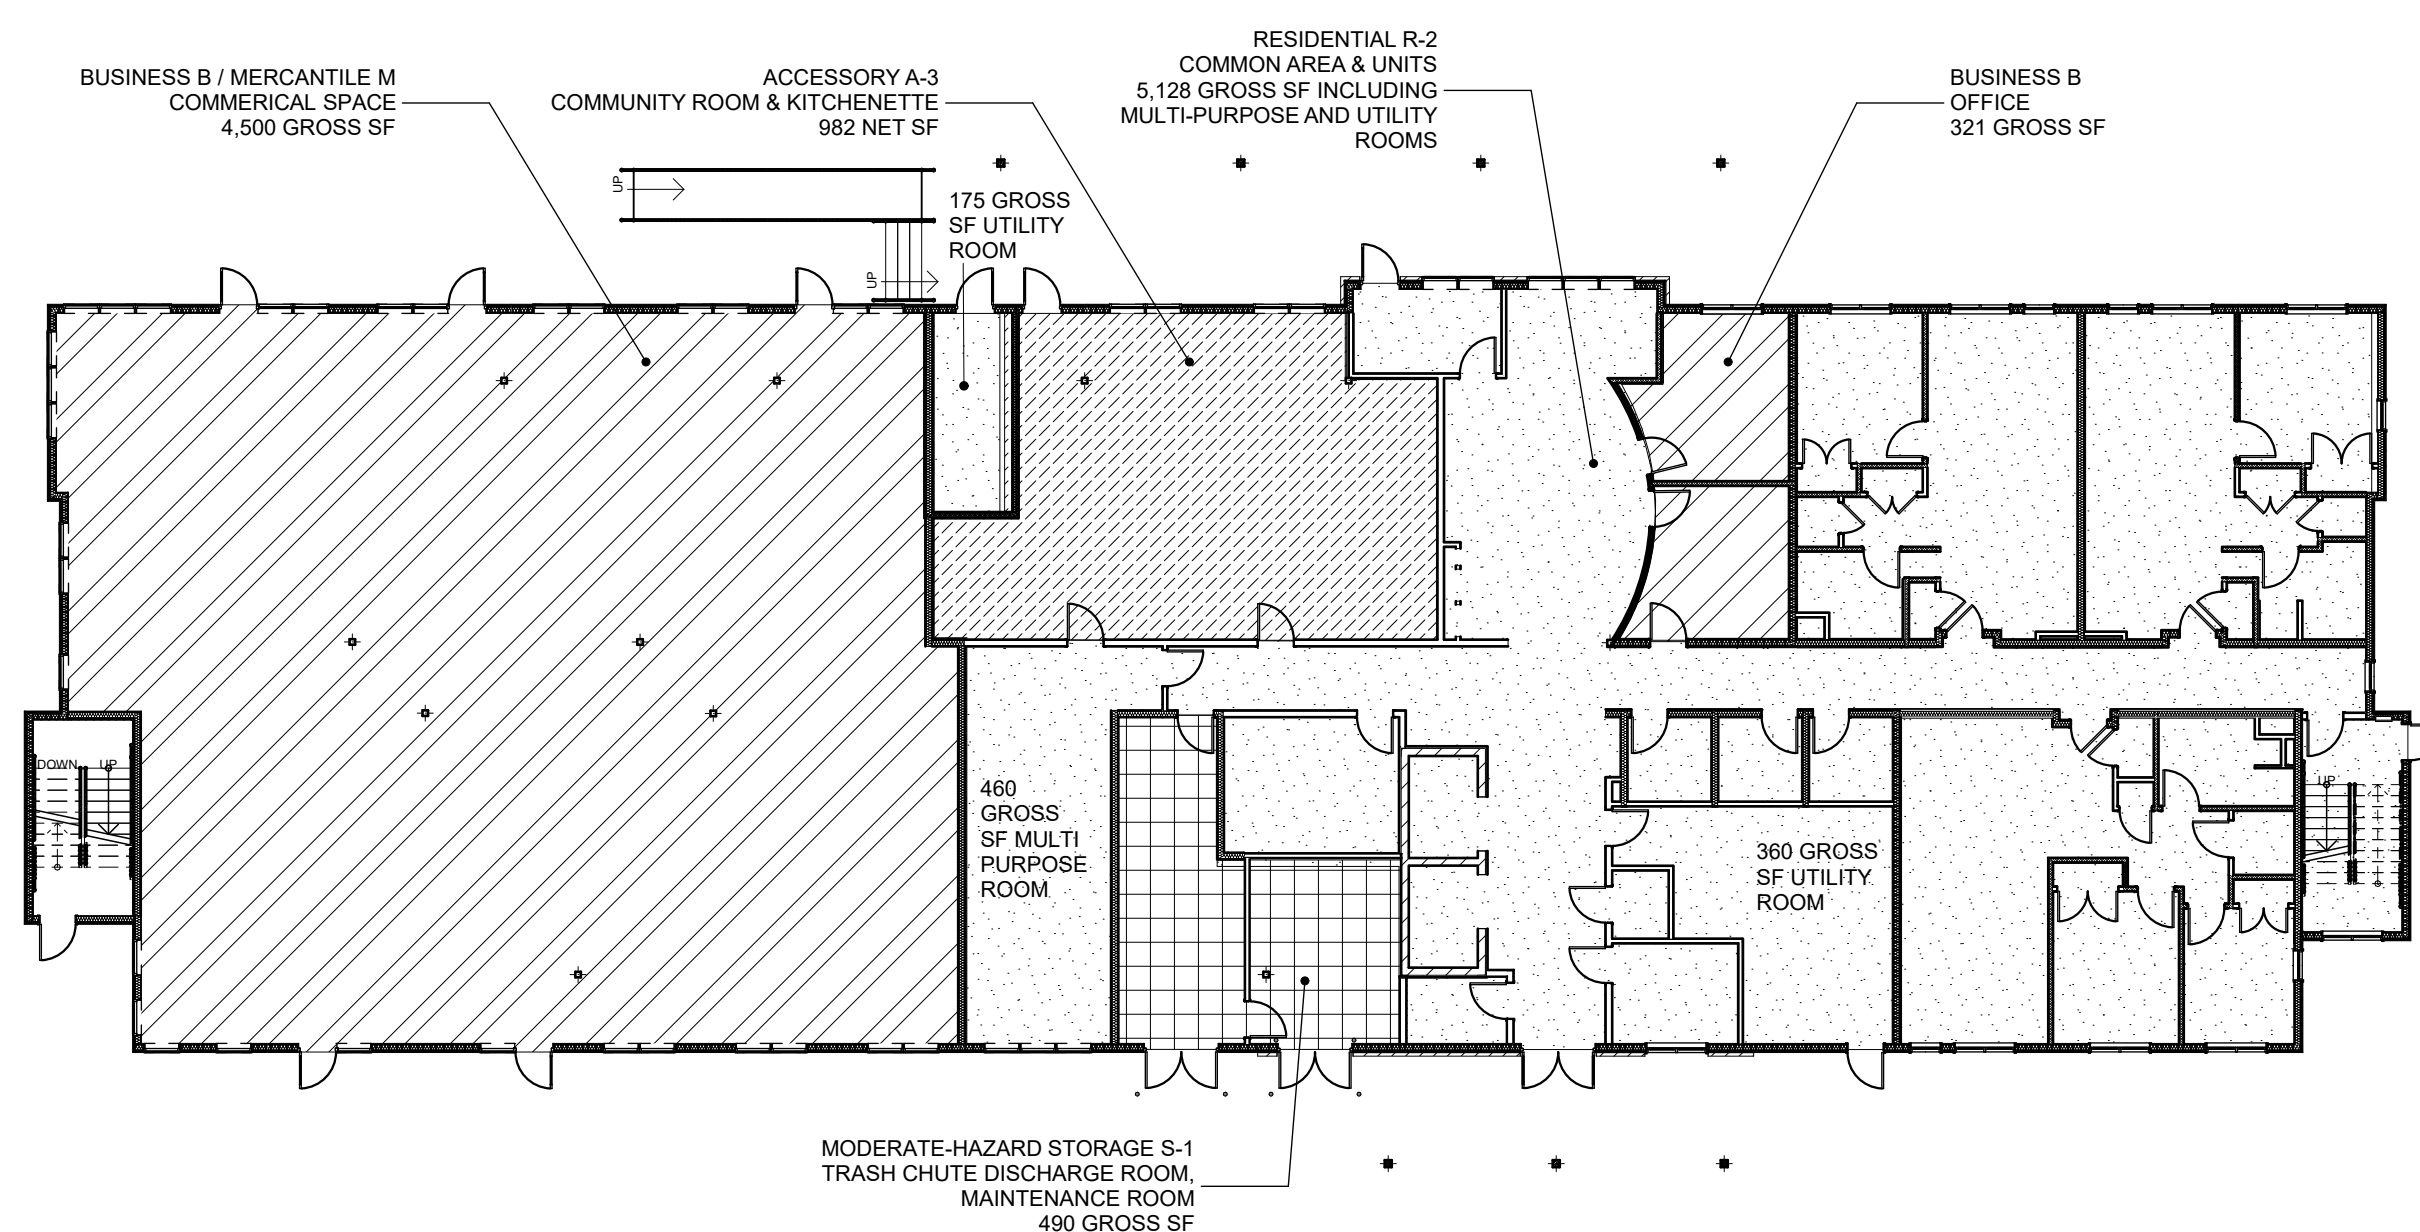 RESIDENTIAL R-2
COMMON AREA & UNITS
5,128 GROSS SF INCLUDING
MULTI-PURPOSE AND UTILITY
ROOMS
BUSINESS B / MERCANTILE M
COMMERICAL SPACE
4,500 GROSS SF
ACCESSORY A-3
COMMUNITY ROOM & KITCHENETTE
982 NET SF
BUSINESS B
OFFICE
321 GROSS SF
UP
175 GROSS
SF UTILITY
ROOM
UP
DOWN
UP
460
GROSS
SF MULTI
PURPOSE
ROOM
360 GROSS
SF UTILITY
ROOM
UP
MODERATE-HAZARD STORAGE S-1
TRASH CHUTE DISCHARGE ROOM,
MAINTENANCE ROOM
490 GROSS SF